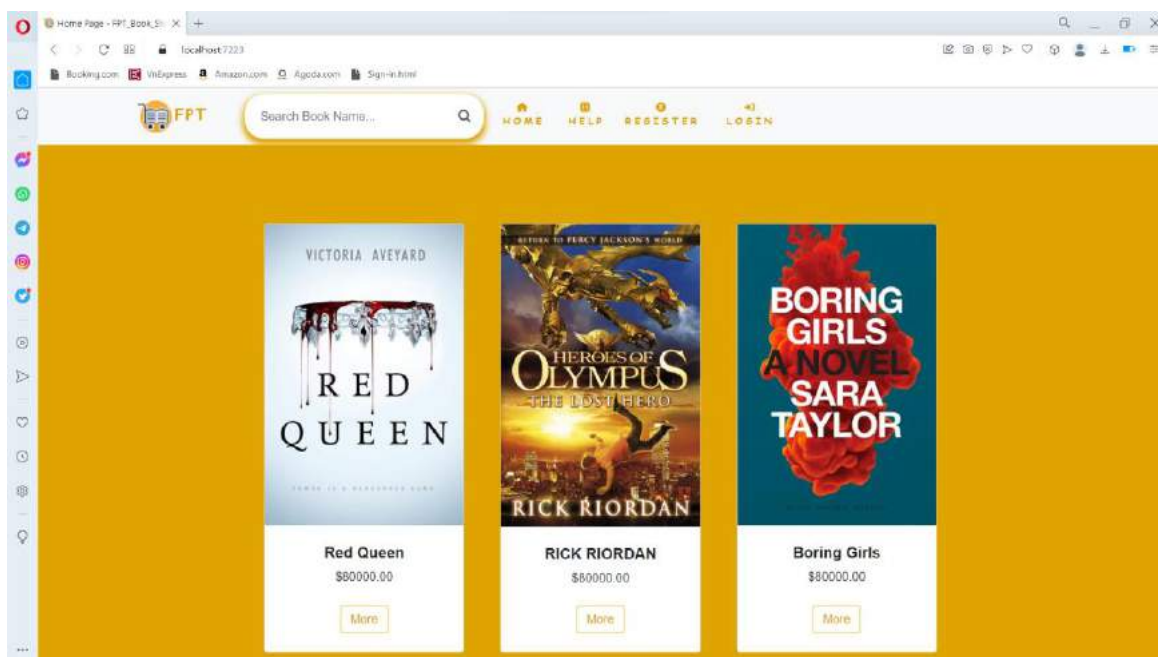 Home Page - FPT_Book_St
localhost:7223
Booking.com VnExpress Amazon.com Agoda.com Sign-in.html
FPT
Search Book Name...
HOME HELP REGISTER LOGIN
VICTORIA AVEYARD
RED
QUEEN
RETURN TO PERCY JACKSON'S WORLD
HEROES OF
OLYMPUS
THE LOST HERO
RICK RIORDAN
BORING
GIRLS
A NOVEL
SARA
TAYLOR
Red Queen
$80000.00
More
RICK RIORDAN
$80000.00
More
Boring Girls
$80000.00
More